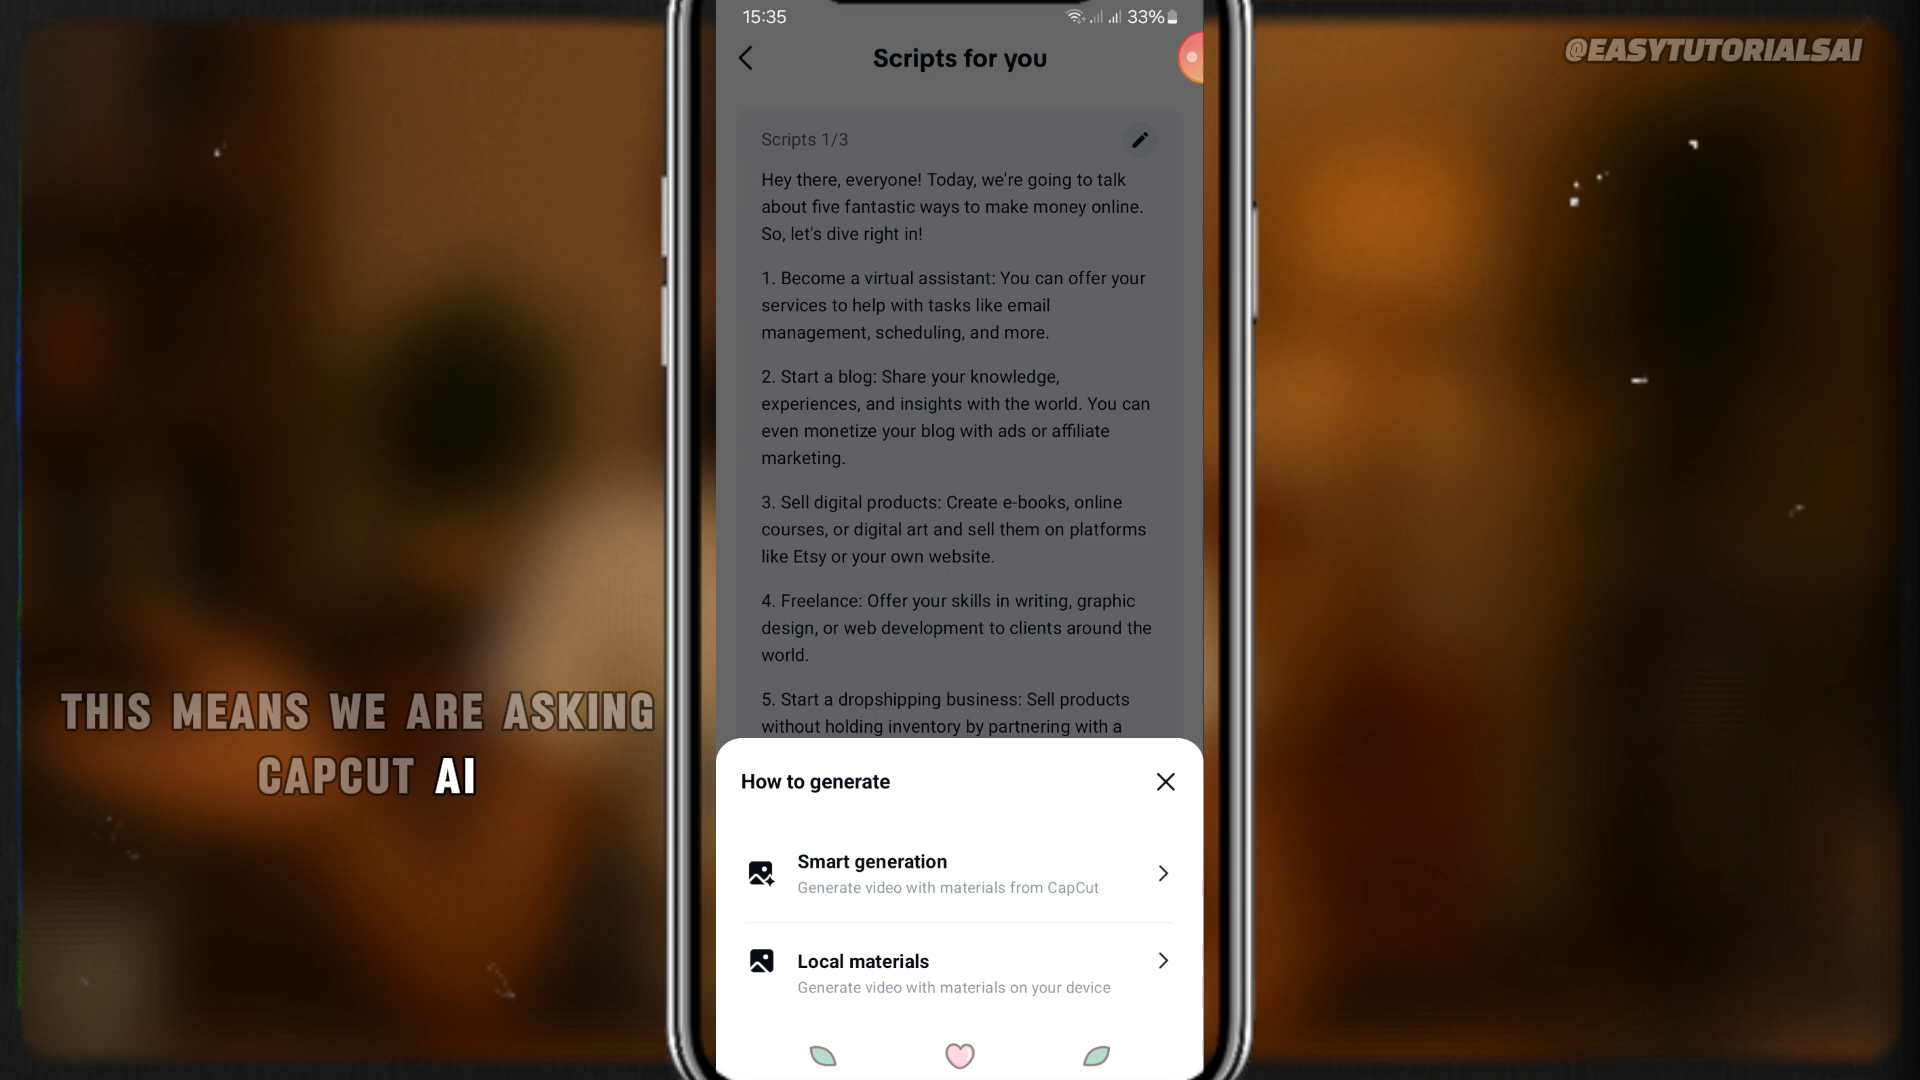 15:35
33%
@EASYTUTORIALSAI
Scripts for you
Scripts 1/3
Hey there, everyone! Today, we're going to talk
about five fantastic ways to make money online.
So, let's dive right in!
1. Become a virtual assistant: You can offer your
services to help with tasks like email
management, scheduling, and more.
2. Start a blog: Share your knowledge,
experiences, and insights with the world. You can
even monetize your blog with ads or affiliate
marketing.
3. Sell digital products: Create e-books, online
courses, or digital art and sell them on platforms
like Etsy or your own website.
4. Freelance: Offer your skills in writing, graphic
design, or web development to clients around the
world.
5. Start a dropshipping business: Sell products
without holding inventory by partnering with a
THIS MEANS WE ARE ASKING
CAPCUT AI
How to generate
Smart generation
Generate video with materials from CapCut
Local materials
Generate video with materials on your device